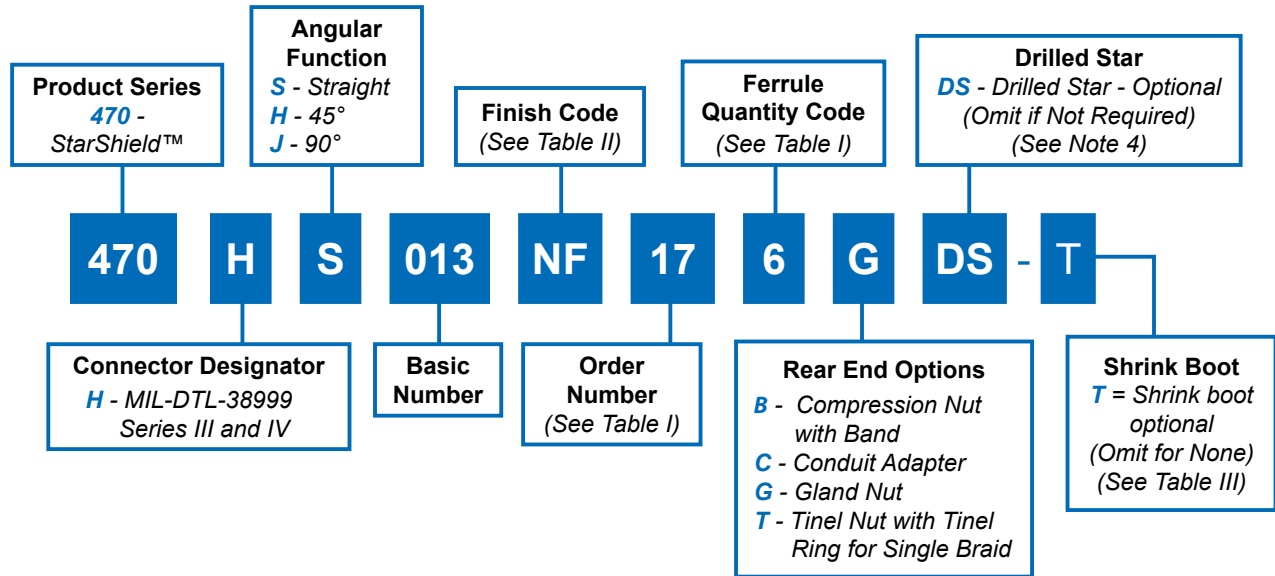 Product Series
470 -
StarShield™
Angular
Function
S - Straight
H - 45°
J - 90°
Finish Code
(See Table II)
Ferrule
Quantity Code
(See Table I)
Drilled Star
DS - Drilled Star - Optional
(Omit if Not Required)
(See Note 4)
470 H S 013 NF 17 6 G DS - T
Connector Designator
H - MIL-DTL-38999
Series III and IV
Basic
Number
Order
Number
(See Table I)
Rear End Options
B - Compression Nut
with Band
C - Conduit Adapter
G - Gland Nut
T - Tinel Nut with Tinel
Ring for Single Braid
Shrink Boot
T = Shrink boot
optional
(Omit for None)
(See Table III)